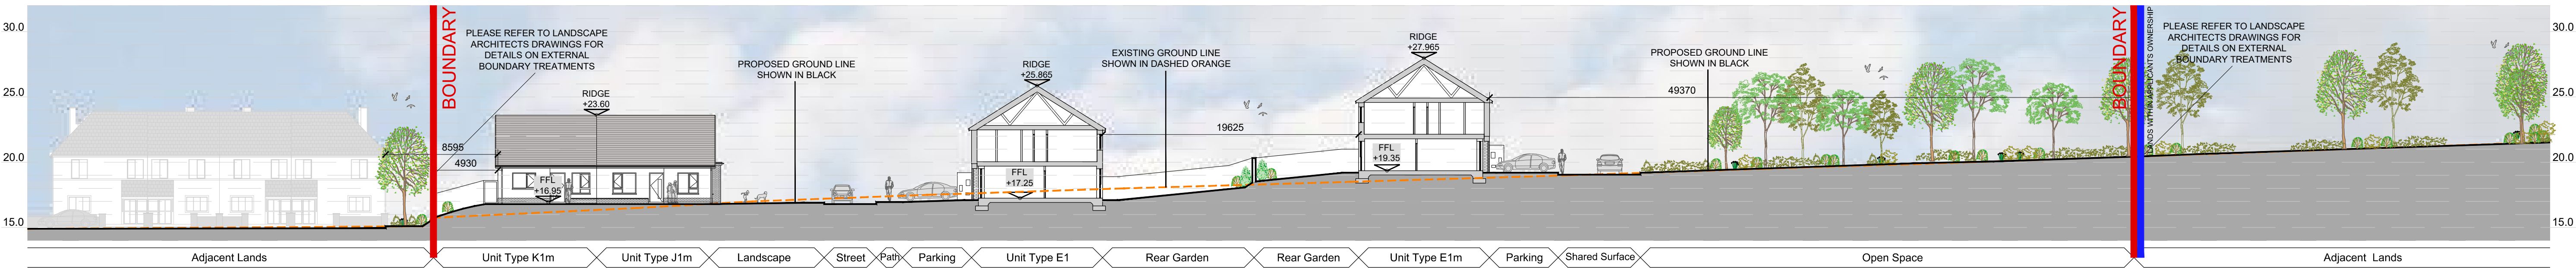 30.0
25.0
20.0
15.0
BOUNDARY
PLEASE REFER TO LANDSCAPE
ARCHITECTS DRAWINGS FOR
DETAILS ON EXTERNAL
BOUNDARY TREATMENTS
8595
4930
RIDGE
+23.60
FFL
+16.95
PROPOSED GROUND LINE
SHOWN IN BLACK
RIDGE
+25.865
FFL
+17.25
EXISTING GROUND LINE
SHOWN IN DASHED ORANGE
19625
RIDGE
+27.965
FFL
+19.35
49370
PROPOSED GROUND LINE
SHOWN IN BLACK
BOUNDARY
LANDS WITHIN APPLICANTS OWNERSHIP
PLEASE REFER TO LANDSCAPE
ARCHITECTS DRAWINGS FOR
DETAILS ON EXTERNAL
BOUNDARY TREATMENTS
30.0
25.0
20.0
15.0
Adjacent Lands
Unit Type K1m
Unit Type J1m
Landscape
Street
Path
Parking
Unit Type E1
Rear Garden
Rear Garden
Unit Type E1m
Parking
Shared Surface
Open Space
Adjacent Lands